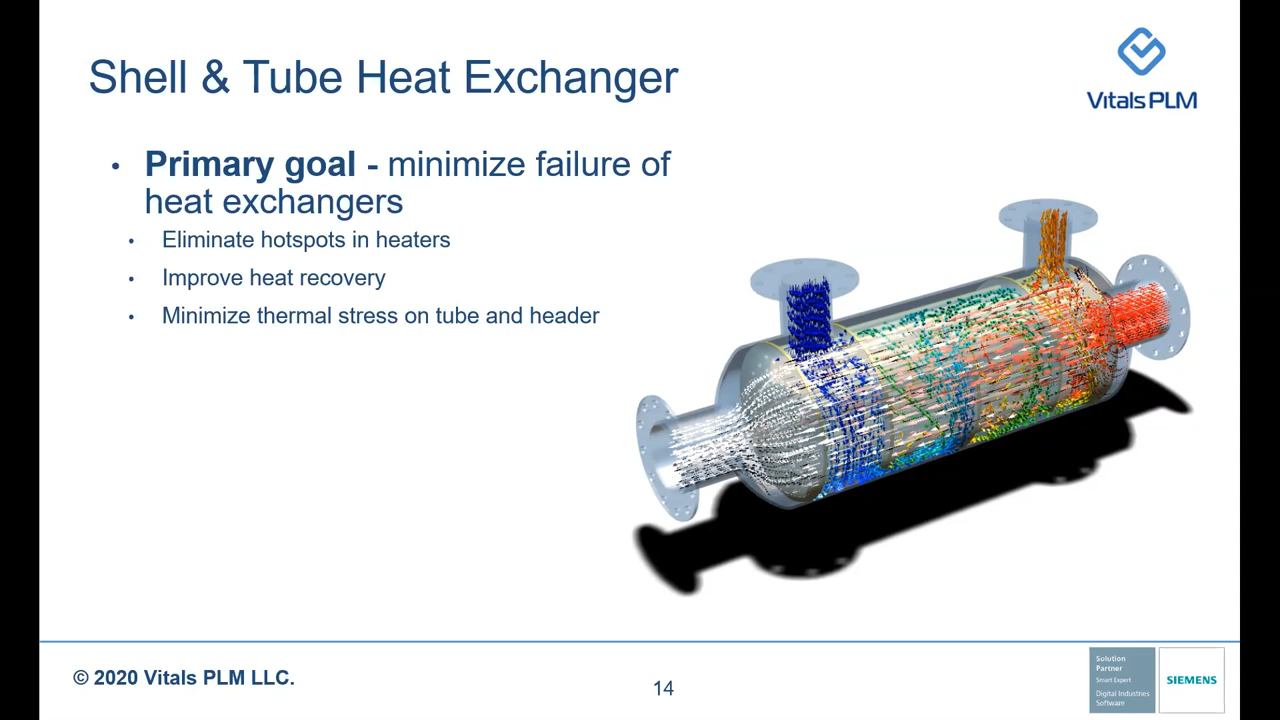 Shell & Tube Heat Exchanger
Vitals PLM
• Primary goal - minimize failure of
heat exchangers
• Eliminate hotspots in heaters
• Improve heat recovery
• Minimize thermal stress on tube and header
© 2020 Vitals PLM LLC.
14
Solution
Partner
Smart Expert
Digital Industries
Software
SIEMENS